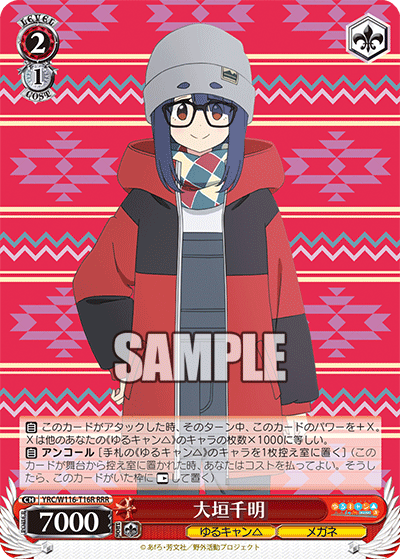 LEVEL
2
1
COST
SAMPLE
自 このカードがアタックした時、そのターン中、このカードのパワーを+X。
Xは他のあなたの《ゆるキャン△》のキャラの枚数×1000に等しい。
自 アンコール [手札の《ゆるキャン△》のキャラを1枚控え室に置く] (この
カードが舞台から控え室に置かれた時、あなたはコストを払ってよい。そうし
たら、このカードがいた枠にレストして置く)
CH YRC/W116-T16R RRR
大垣千明
7000
ゆるキャン△ メガネ
©あfろ・芳文社/野外活動プロジェクト